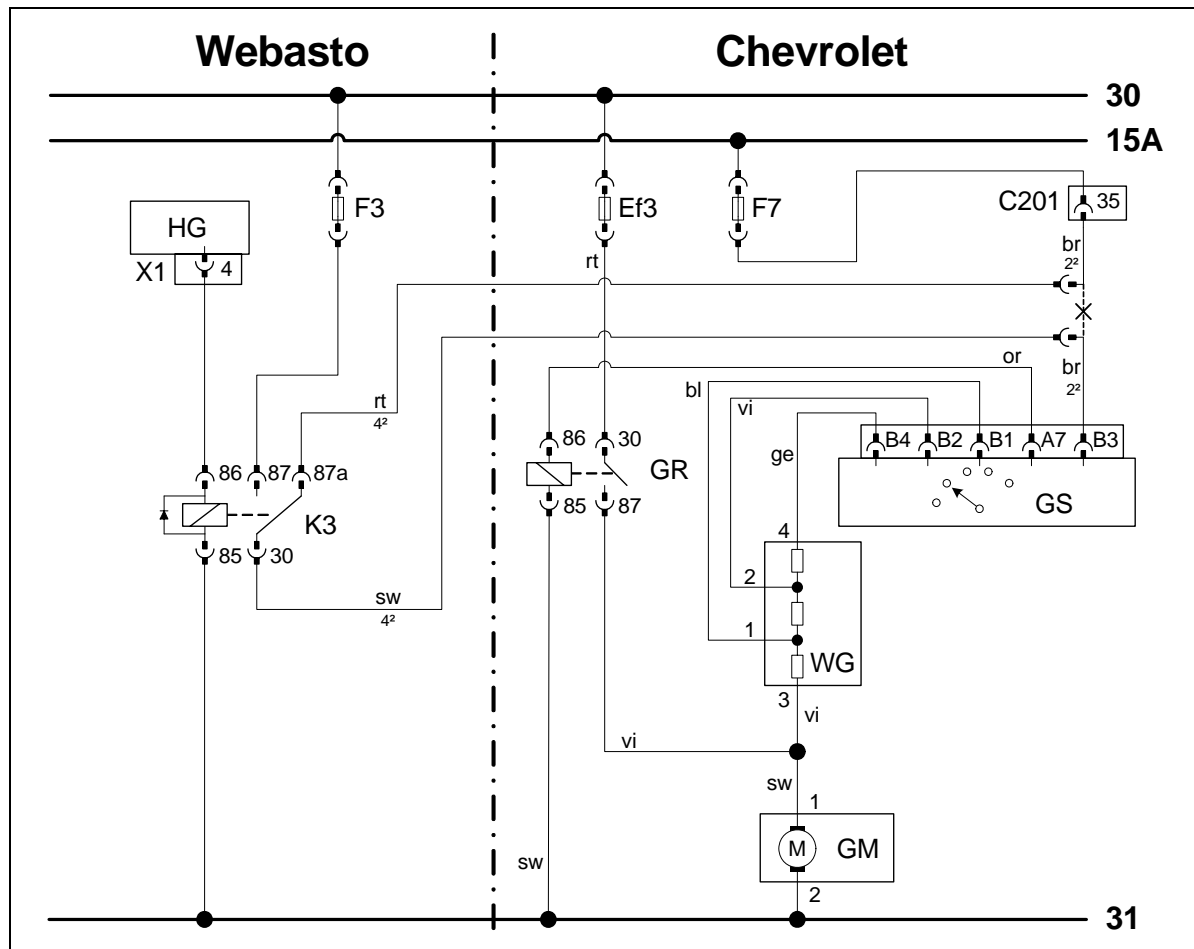 Webasto
Chevrolet
30
15A
F3
Ef3
F7
C201
35
HG
X1
4
rt
br
2²
or
br
2²
bl
vi
rt
4²
B4
B2
B1
A7
B3
ge
86
87
87a
86
30
GR
GS
K3
85
87
85
30
4
2
sw
4²
1
WG
3
vi
vi
sw
1
M
GM
sw
2
31